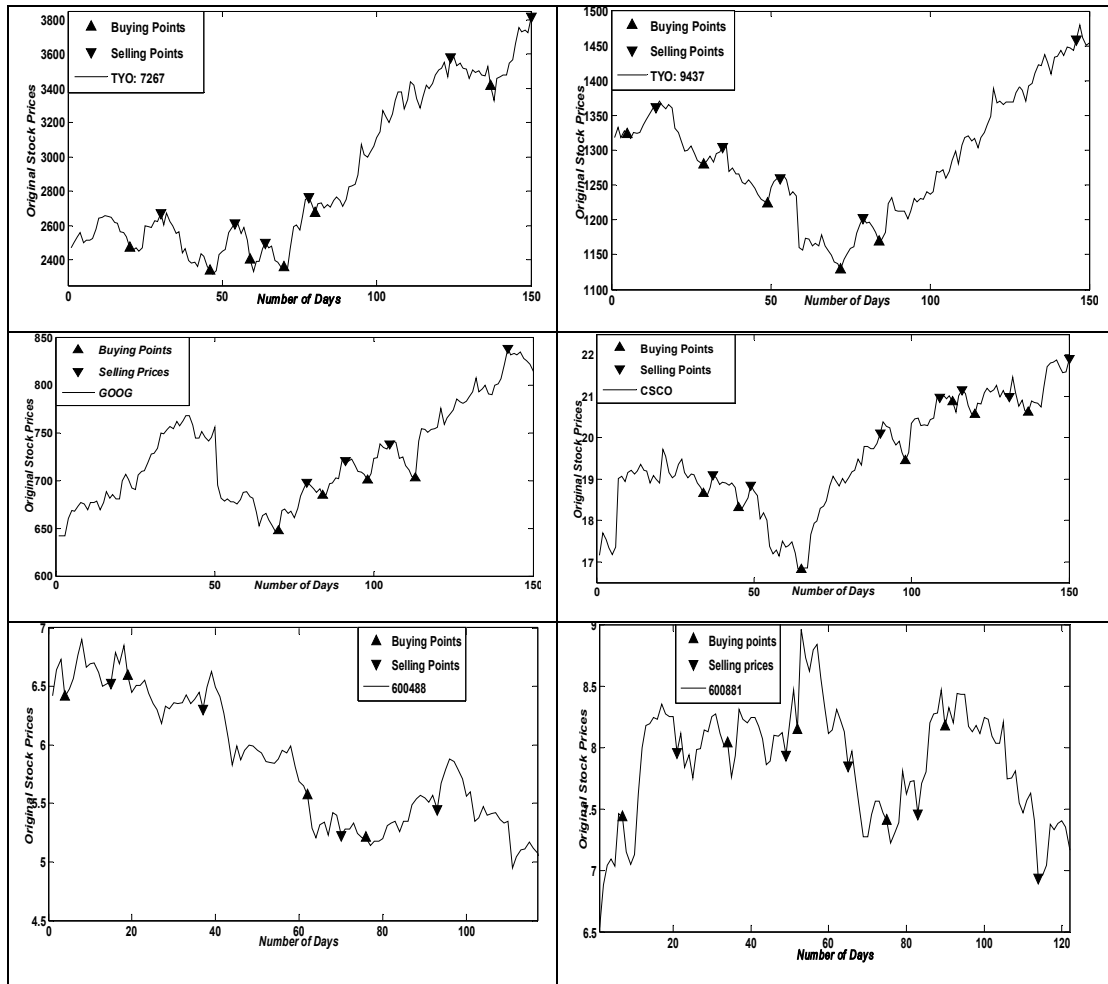 Original Stock Prices
3800
3600
3400
3200
3000
2800
2600
2400
Buying Points
Selling Points
TYO: 7267
0
50
100
150
Number of Days
Original Stock Prices
1500
1450
1400
1350
1300
1250
1200
1150
1100
Buying Points
Selling Points
TYO: 9437
0
50
100
150
Number of Days
Original Stock Prices
850
800
750
700
650
600
Buying Points
Selling Prices
GOOG
0
50
100
150
Number of Days
Original Stock Prices
22
21
20
19
18
17
Buying Points
Selling Points
CSCO
0
50
100
150
Number of Days
Original Stock Prices
7
6.5
6
5.5
5
4.5
Buying Points
Selling Points
600488
0
20
40
60
80
100
Number of Days
Original Stock Prices
9
8.5
8
7.5
7
6.5
Buying points
Selling prices
600881
20
40
60
80
100
120
Number of Days